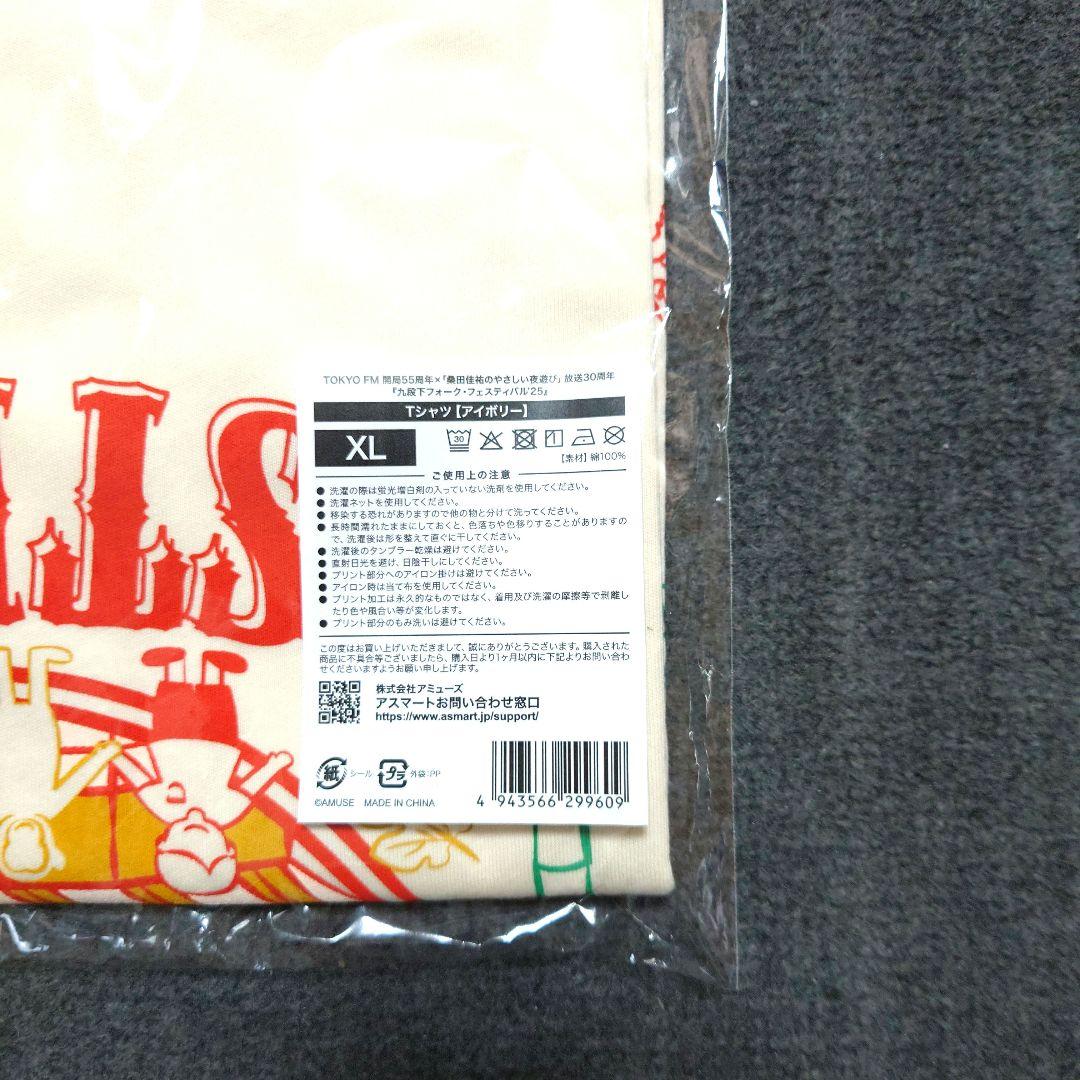 TOKYO FM 開局55周年×「桑田佳祐のやさしい夜遊び」放送30周年
『九段下フォーク・フェスティバル'25』
Tシャツ【アイボリー】
XL
30
【素材】綿100%
ご使用上の注意
● 洗濯の際は蛍光増白剤の入っていない洗剤を使用してください。
● 洗濯ネットを使用してください。
● 移染する恐れがありますので他の物と分けて洗ってください。
● 長時間濡れたままにしておくと、色落ちや色移りすることがありますの
で、洗濯後は形を整えて直ぐに干してください。
● 洗濯後のタンブラー乾燥は避けてください。
● 直射日光を避け、日陰干しにしてください。
● プリント部分へのアイロン掛けは避けてください。
● アイロン時は当て布を使用してください。
● プリント加工は永久的なものではなく、着用及び洗濯の摩擦等で剥離し
たり色や風合い等が変化します。
● プリント部分のもみ洗いは避けてください。
この度はお買い上げいただきまして、誠にありがとうございます。購入された
商品に不具合等ございましたら、購入日より1ヶ月以内に下記よりお問い合わ
せくださいますようお願い申し上げます。
株式会社アミューズ
アスマートお問い合わせ窓口
https://www.asmart.jp/support/
紙 シール プラ 外袋:PP
©AMUSE MADE IN CHINA
4 943566 299609